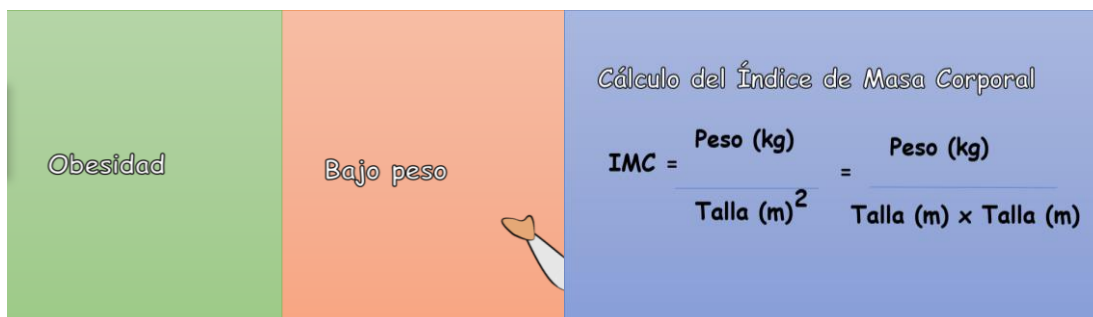 Obesidad
Bajo peso
Cálculo del Índice de Masa Corporal
IMC = Peso (kg) = Peso (kg)
Talla (m)² Talla (m) x Talla (m)